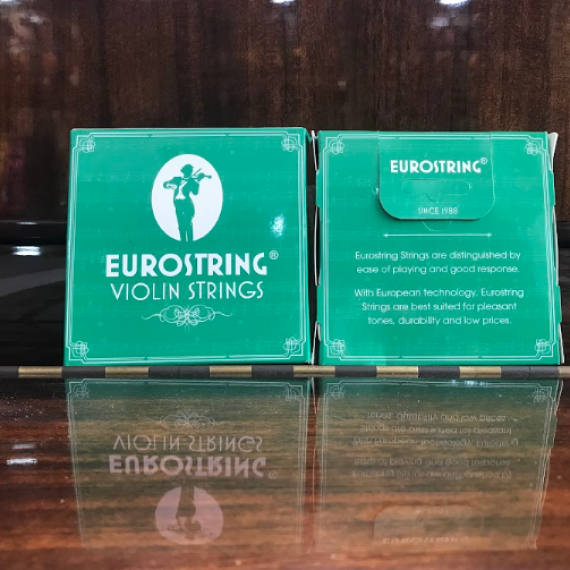 EUROSTRING®
VIOLIN STRINGS
EUROSTRING®
SINCE 1988
Eurostring Strings are distinguished by
ease of playing and good response.
With European technology, Eurostring
Strings are best suited for pleasant
tones, durability and low prices.